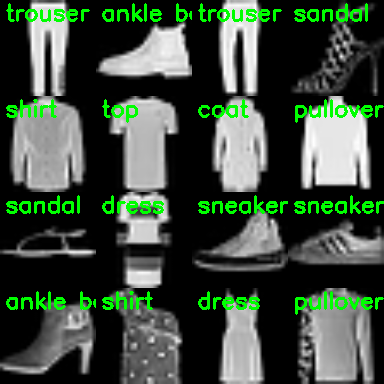 trouser ankle b trouser sandal
shirt top coat pullover
sandal dress sneaker sneaker
ankle b shirt dress pullover